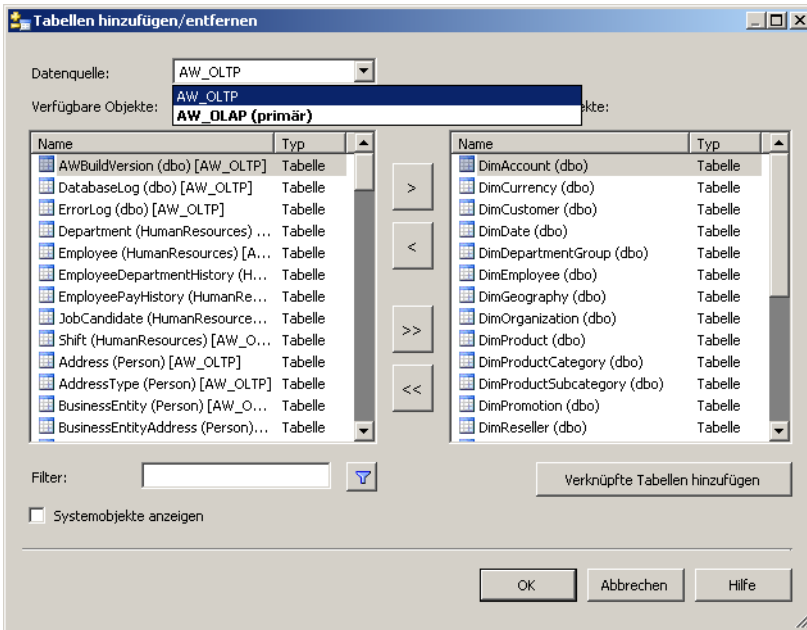 Tabellen hinzufügen/entfernen
Datenquelle: AW_OLTP
AW_OLTP
Verfügbare Objekte: AW_OLAP (primär) kte:
Name Typ Name Typ
AWBuildVersion (dbo) [AW_OLTP] Tabelle DimAccount (dbo) Tabelle
DatabaseLog (dbo) [AW_OLTP] Tabelle > DimCurrency (dbo) Tabelle
ErrorLog (dbo) [AW_OLTP] Tabelle DimCustomer (dbo) Tabelle
Department (HumanResources) ... Tabelle DimDate (dbo) Tabelle
Employee (HumanResources) [A... Tabelle < DimDepartmentGroup (dbo) Tabelle
EmployeeDepartmentHistory (H... Tabelle DimEmployee (dbo) Tabelle
EmployeePayHistory (HumanRe... Tabelle DimGeography (dbo) Tabelle
JobCandidate (HumanResource... Tabelle DimOrganization (dbo) Tabelle
Shift (HumanResources) [AW_O... Tabelle >> DimProduct (dbo) Tabelle
Address (Person) [AW_OLTP] Tabelle DimProductCategory (dbo) Tabelle
AddressType (Person) [AW_OLTP] Tabelle << DimProductSubcategory (dbo) Tabelle
BusinessEntity (Person) [AW_O... Tabelle DimPromotion (dbo) Tabelle
BusinessEntityAddress (Person)... Tabelle DimReseller (dbo) Tabelle
Filter: Verknüpfte Tabellen hinzufügen
Systemobjekte anzeigen
OK Abbrechen Hilfe